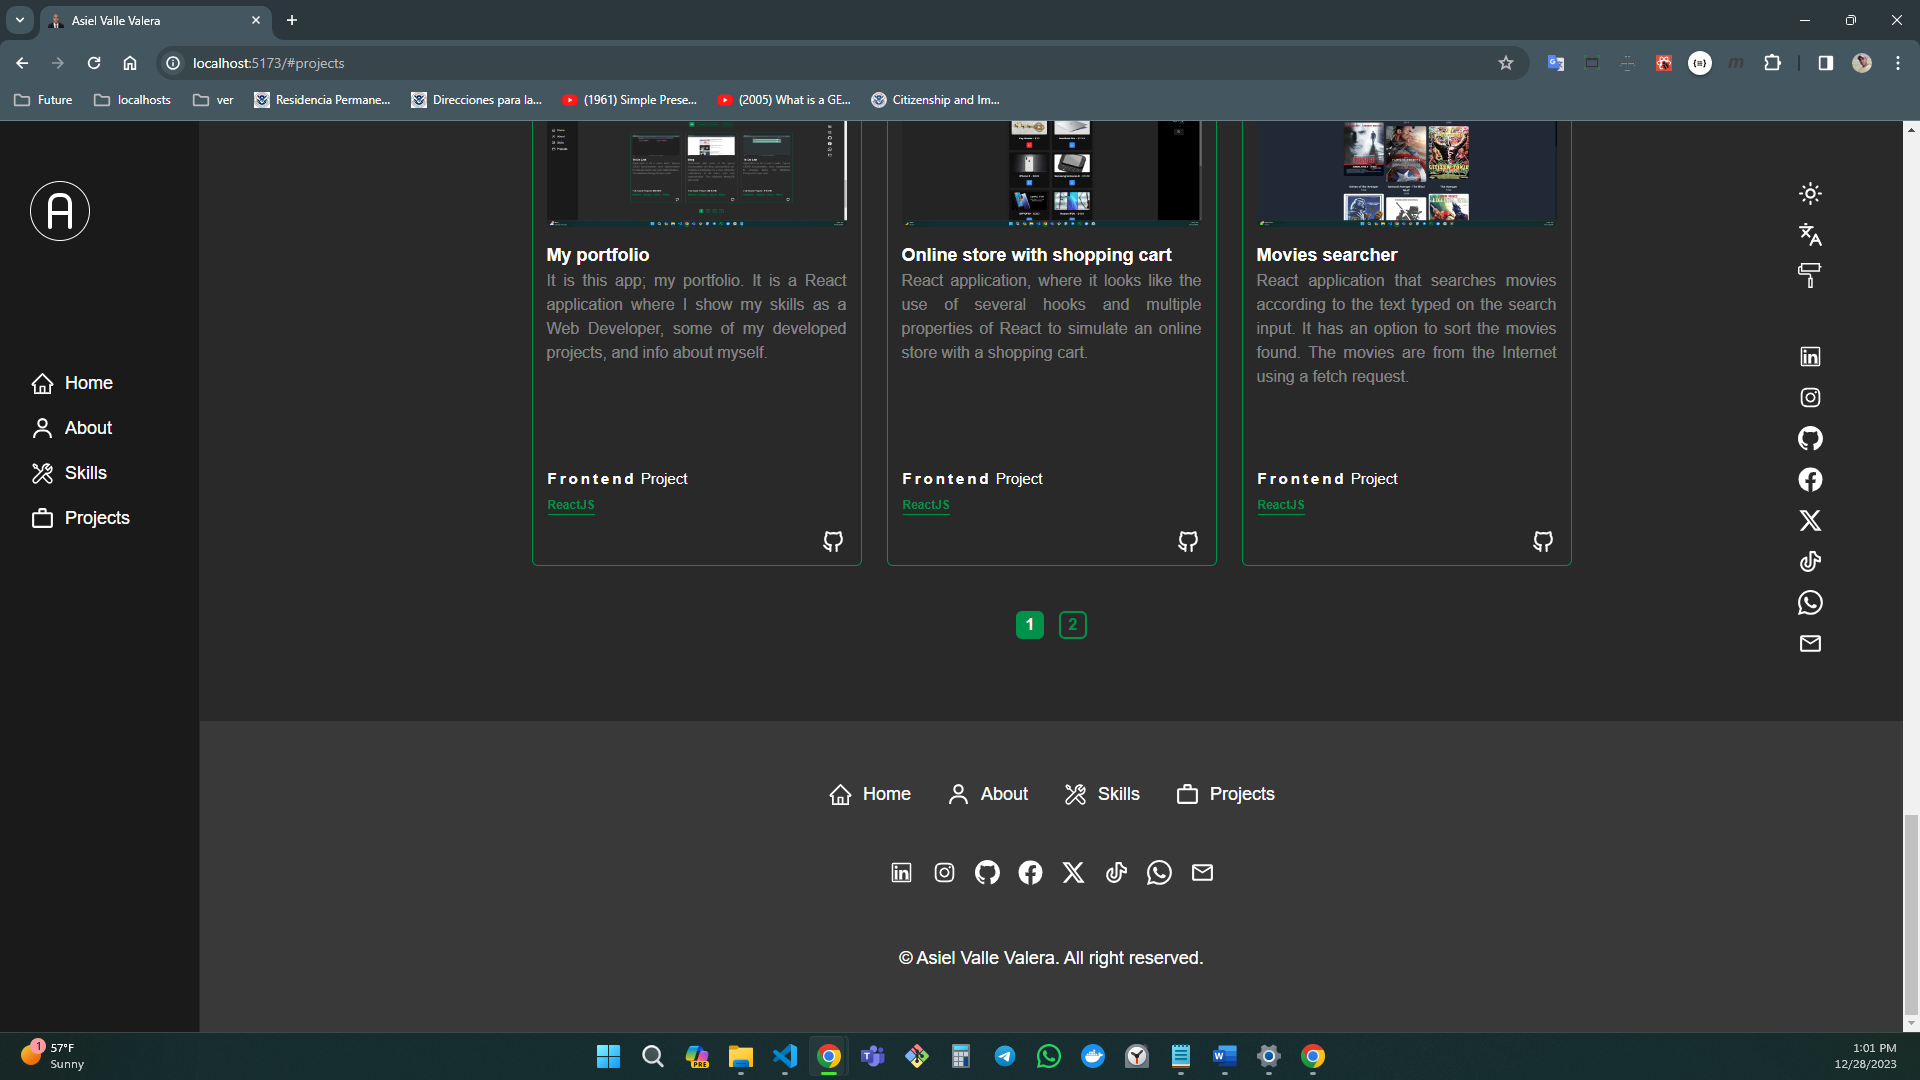 Asiel Valle Valera
localhost:5173/#projects
Future
localhosts
ver
Residencia Permane...
Direcciones para la...
(1961) Simple Prese...
(2005) What is a GE...
Citizenship and Im...
A
Home
About
Skills
Projects
My portfolio
It is this app; my portfolio. It is a React
application where I show my skills as a
Web Developer, some of my developed
projects, and info about myself.
Frontend Project
ReactJS
Online store with shopping cart
React application, where it looks like the
use of several hooks and multiple
properties of React to simulate an online
store with a shopping cart.
Frontend Project
ReactJS
Movies searcher
React application that searches movies
according to the text typed on the search
input. It has an option to sort the movies
found. The movies are from the Internet
using a fetch request.
Frontend Project
ReactJS
1 2
Home About Skills Projects
© Asiel Valle Valera. All right reserved.
1
57°F
Sunny
PRE
1:01 PM
12/28/2023